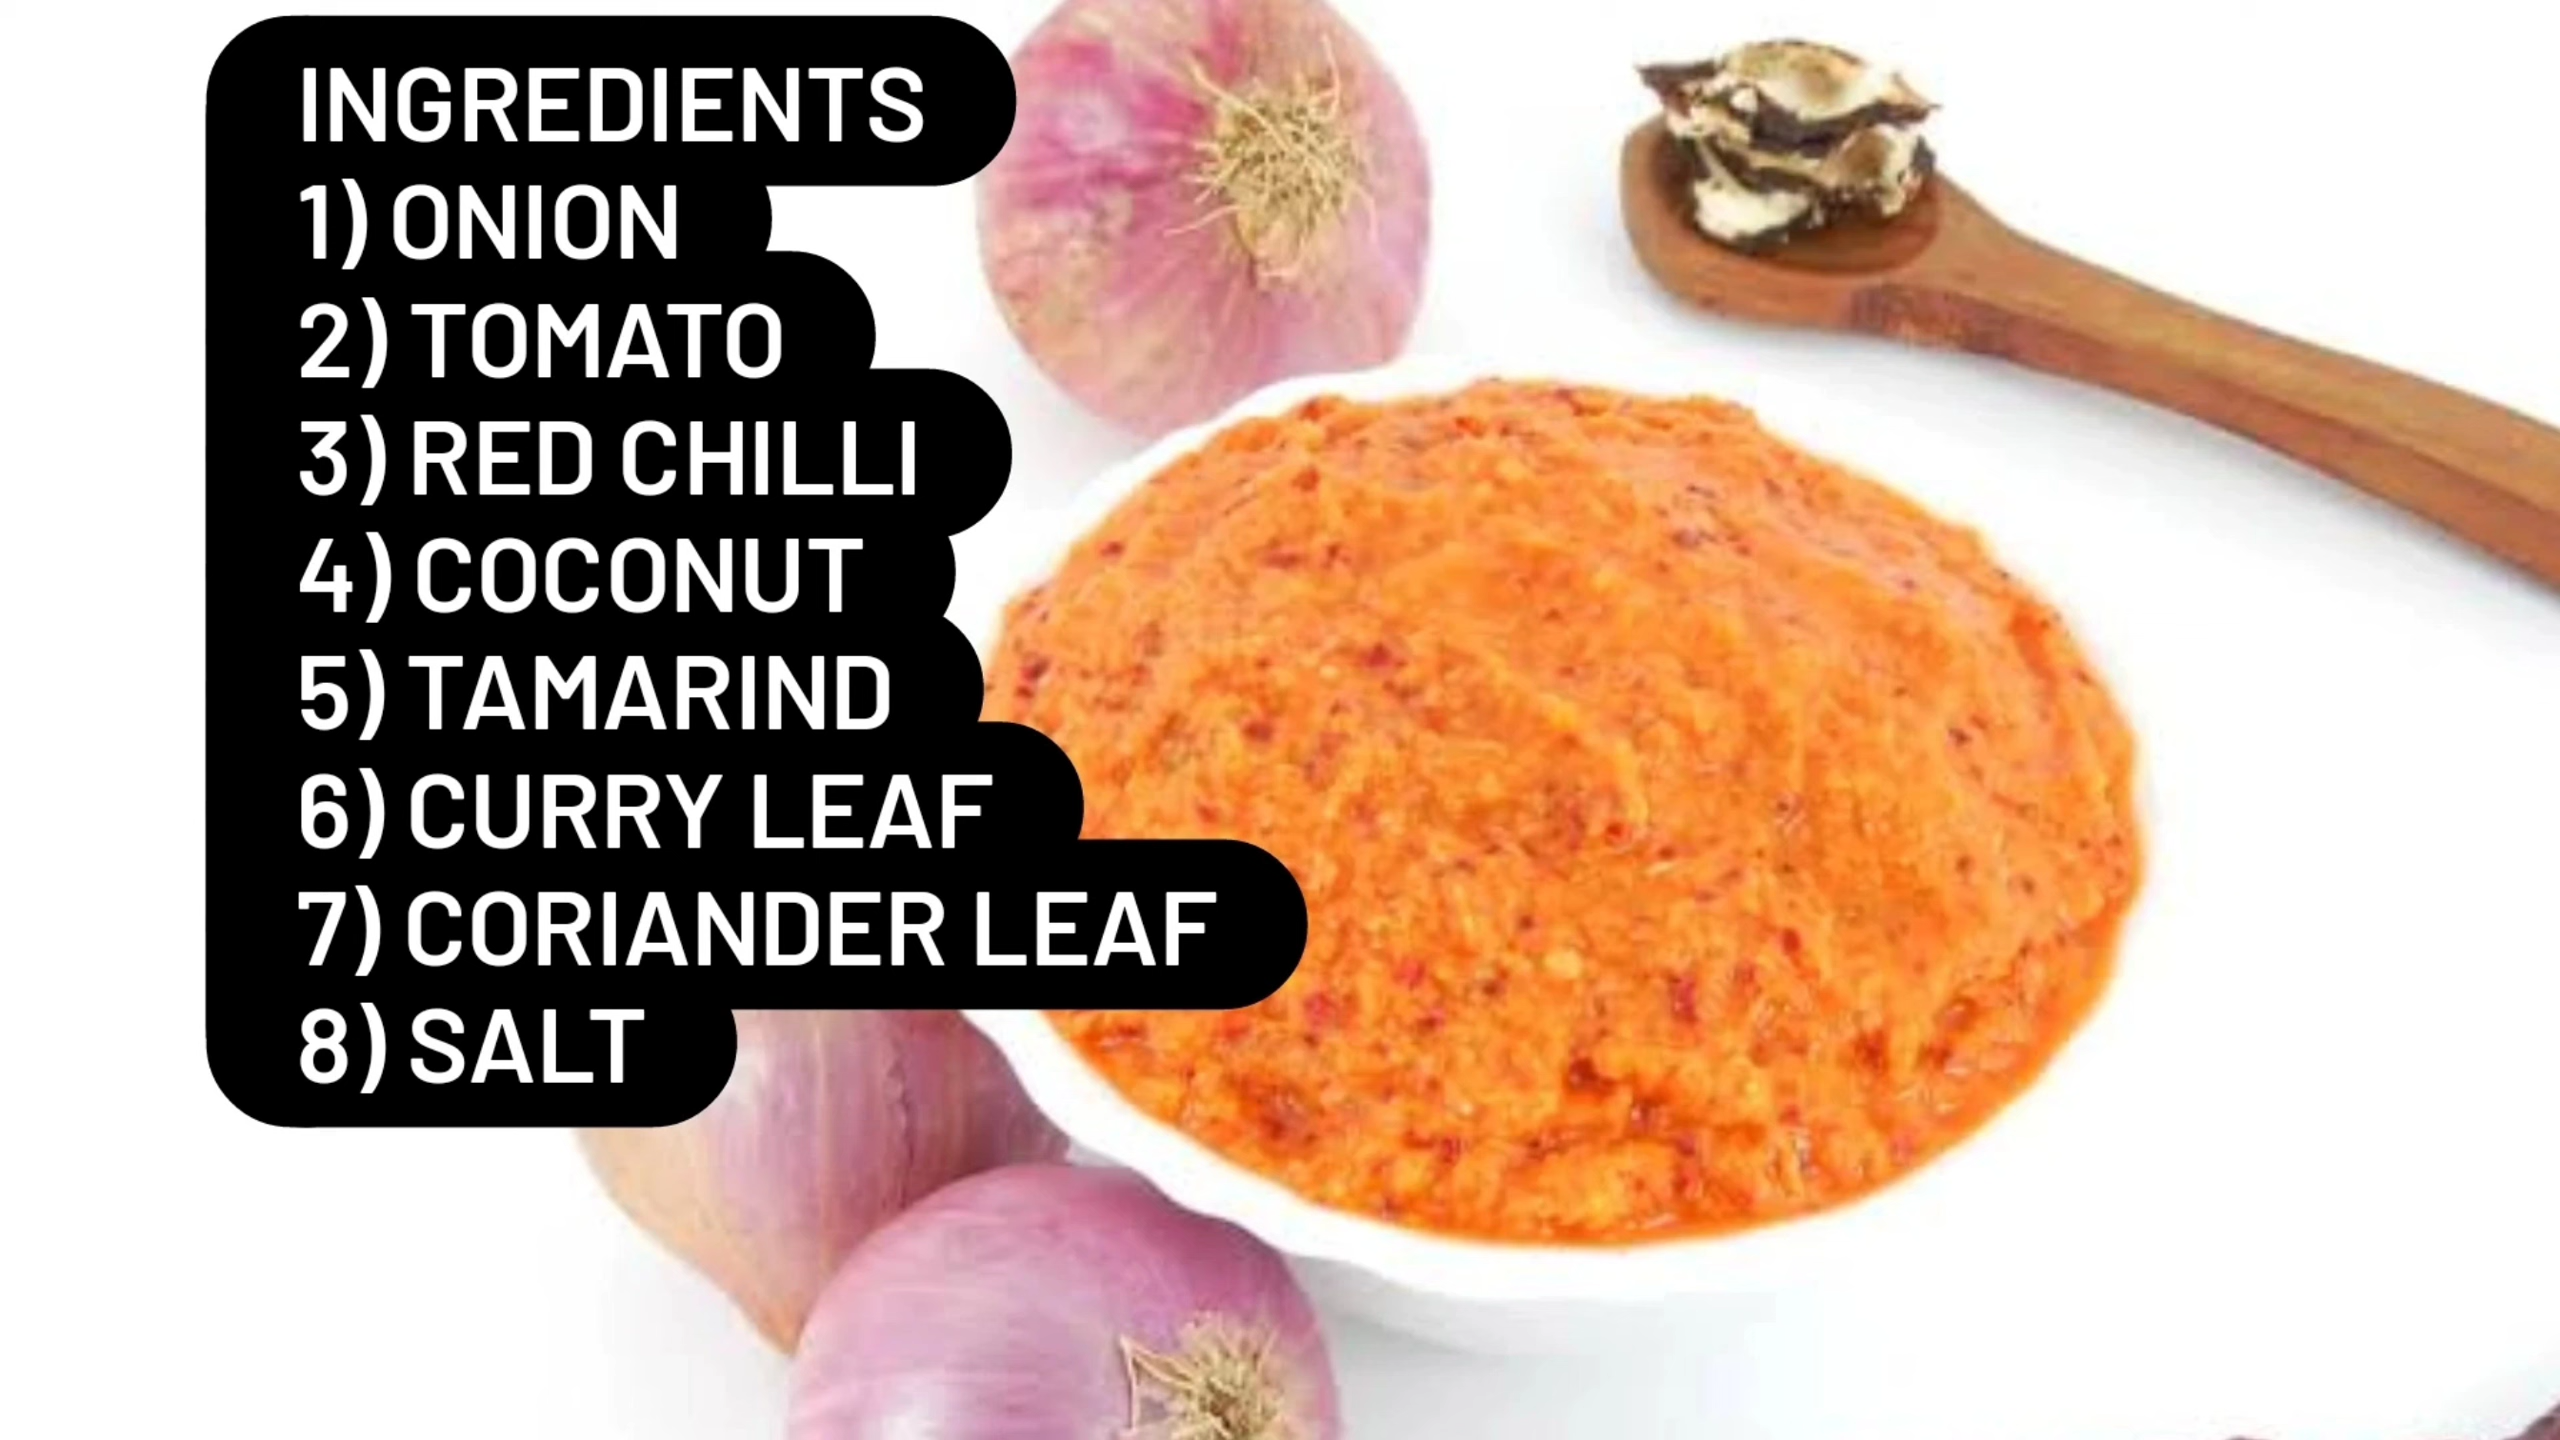 INGREDIENTS
1) ONION
2) TOMATO
3) RED CHILLI
4) COCONUT
5) TAMARIND
6) CURRY LEAF
7) CORIANDER LEAF
8) SALT